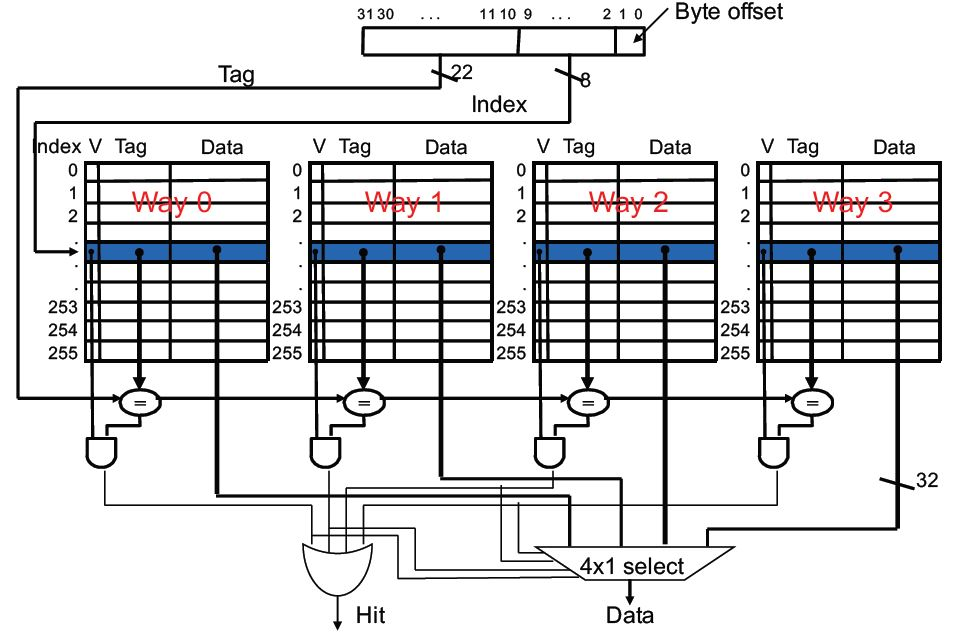 31 30 ... 11 10 9 ... 2 1 0 Byte offset
22
8
Tag
Index
Index V Tag Data V Tag Data V Tag Data V Tag Data
0 0 0 0
1 1 1 1
Way 0 Way 1 Way 2 Way 3
2 2 2 2
. . . .
. . . .
. . . .
253 253 253 253
254 254 254 254
255 255 255 255
= = = =
32
4x1 select
Hit Data